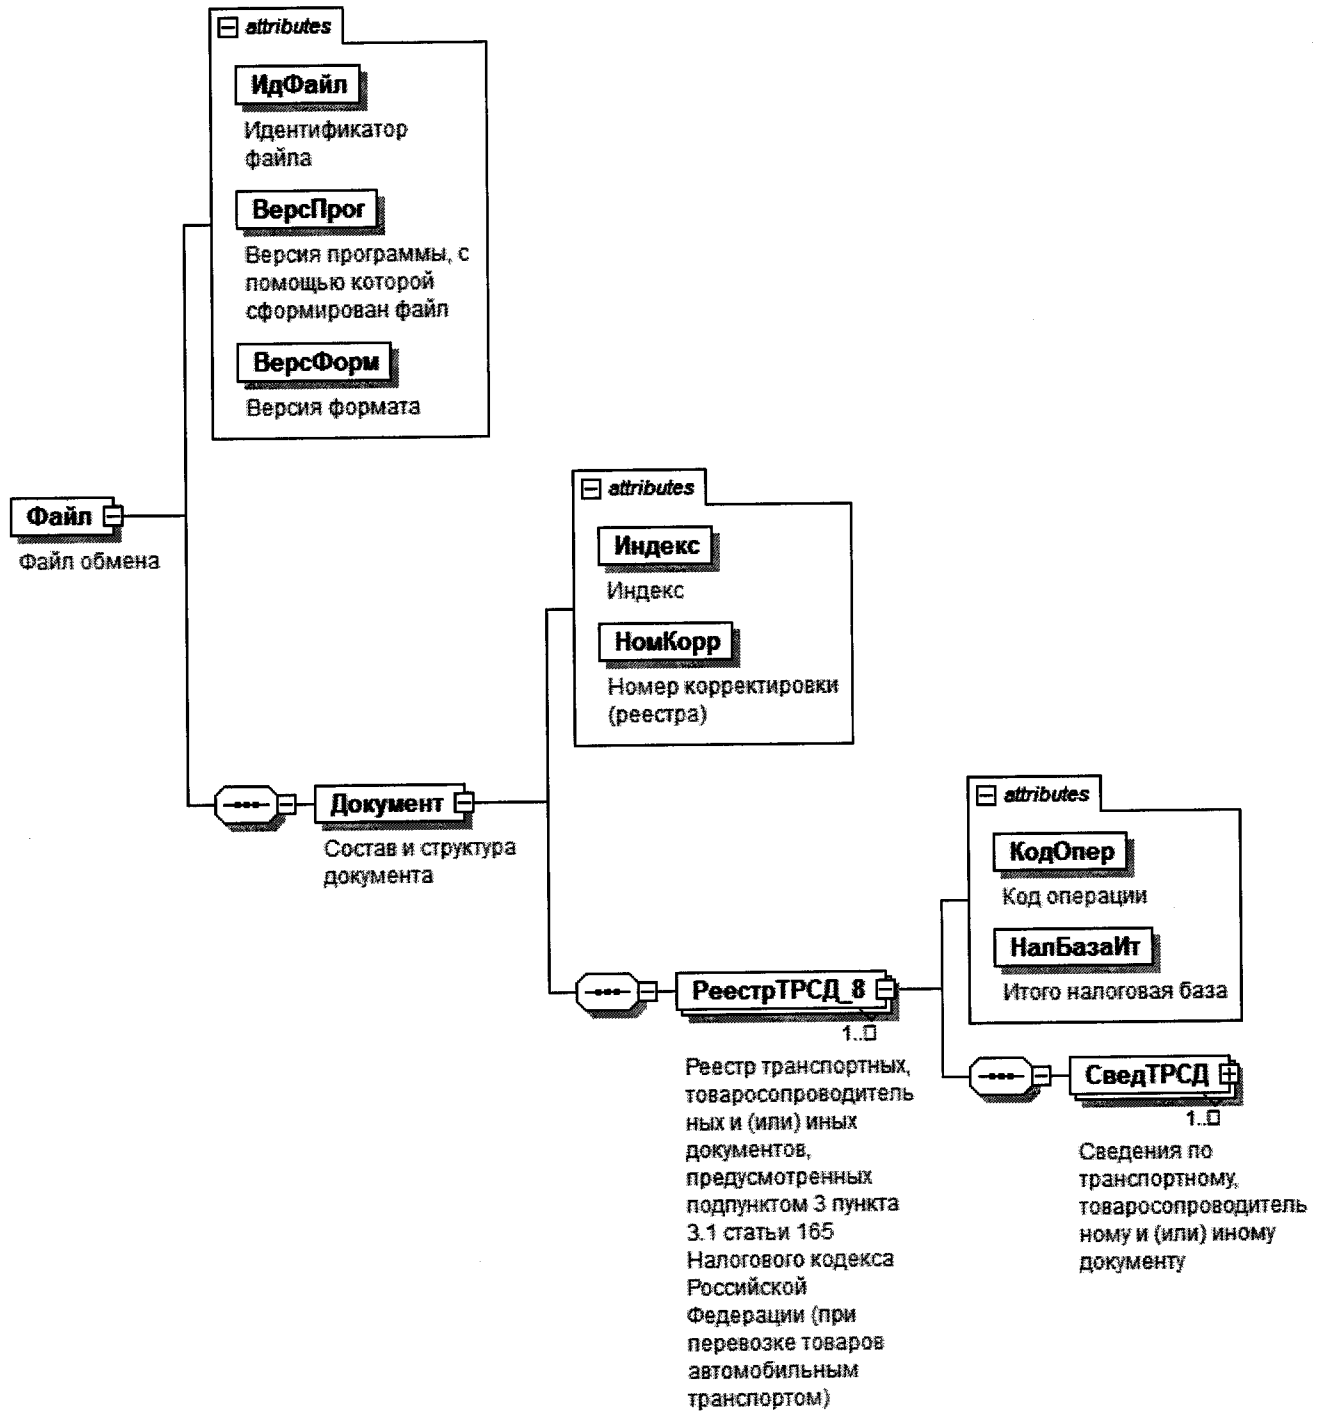 attributes
ИдФайл
Идентификатор
файла
ВерсПрог
Версия программы, с
помощью которой
сформирован файл
ВерсФорм
Версия формата
Файл
Файл обмена
attributes
Индекс
Индекс
НомКорр
Номер корректировки
(реестра)
Документ
Состав и структура
документа
attributes
КодОпер
Код операции
НалБазаИт
Итого налоговая база
РеестрТРСД_8
1..□
Реестр транспортных,
товаросопроводитель
ных и (или) иных
документов,
предусмотренных
подпунктом 3 пункта
3.1 статьи 165
Налогового кодекса
Российской
Федерации (при
перевозке товаров
автомобильным
транспортом)
СведТРСД
1..□
Сведения по
транспортному,
товаросопроводитель
ному и (или) иному
документу